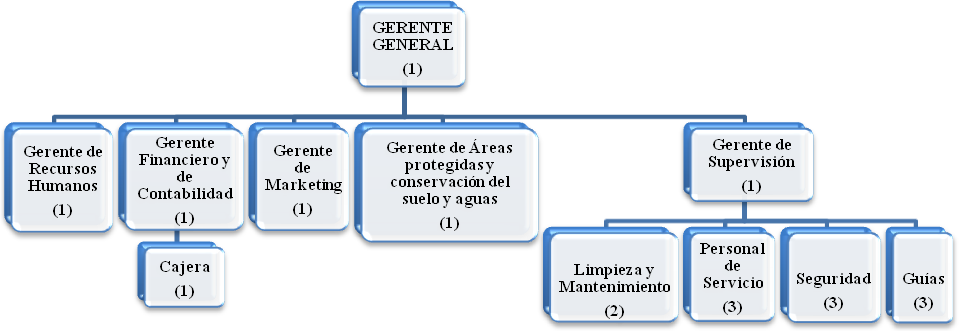 GERENTE
GENERAL
(1)
Gerente de
Recursos
Humanos
(1)
Gerente
Financiero y
de
Contabilidad
(1)
Gerente
de
Marketing
(1)
Gerente de Áreas
protegidas y
conservación del
suelo y aguas
(1)
Gerente de
Supervisión
(1)
Cajera
(1)
Limpieza y
Mantenimiento
(2)
Personal
de
Servicio
(3)
Seguridad
(3)
Guías
(3)